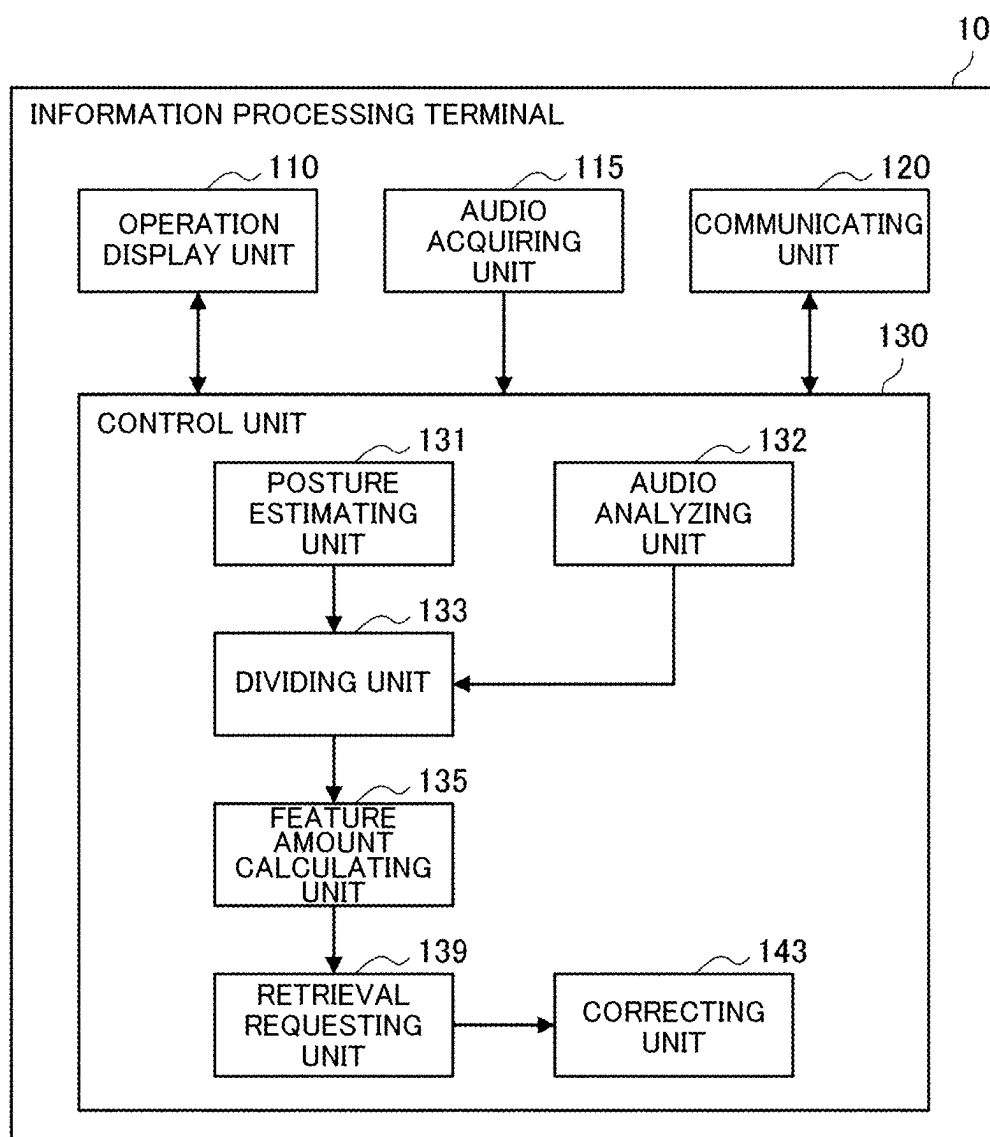 10
INFORMATION PROCESSING TERMINAL
110
OPERATION
DISPLAY UNIT
115
AUDIO
ACQUIRING
UNIT
120
COMMUNICATING
UNIT
130
CONTROL UNIT
131
POSTURE
ESTIMATING
UNIT
132
AUDIO
ANALYZING
UNIT
133
DIVIDING UNIT
135
FEATURE
AMOUNT
CALCULATING
UNIT
139
RETRIEVAL
REQUESTING
UNIT
143
CORRECTING
UNIT